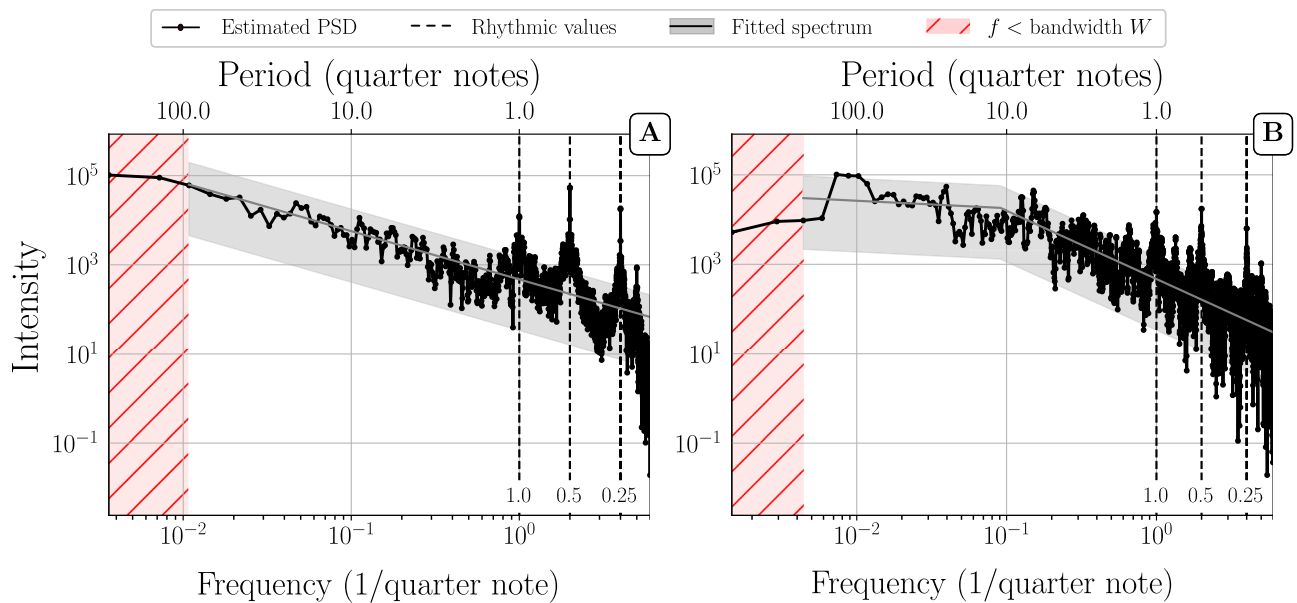 Estimated PSD Rhythmic values Fitted spectrum f < bandwidth W
Period (quarter notes) Period (quarter notes)
100.0 10.0 1.0 100.0 10.0 1.0
A B
Intensity
10^5 10^5
10^3 10^3
10^1 10^1
10^−1 10^−1
1.0 0.5 0.25 1.0 0.5 0.25
10^−2 10^−1 10^0 10^−2 10^−1 10^0
Frequency (1/quarter note) Frequency (1/quarter note)